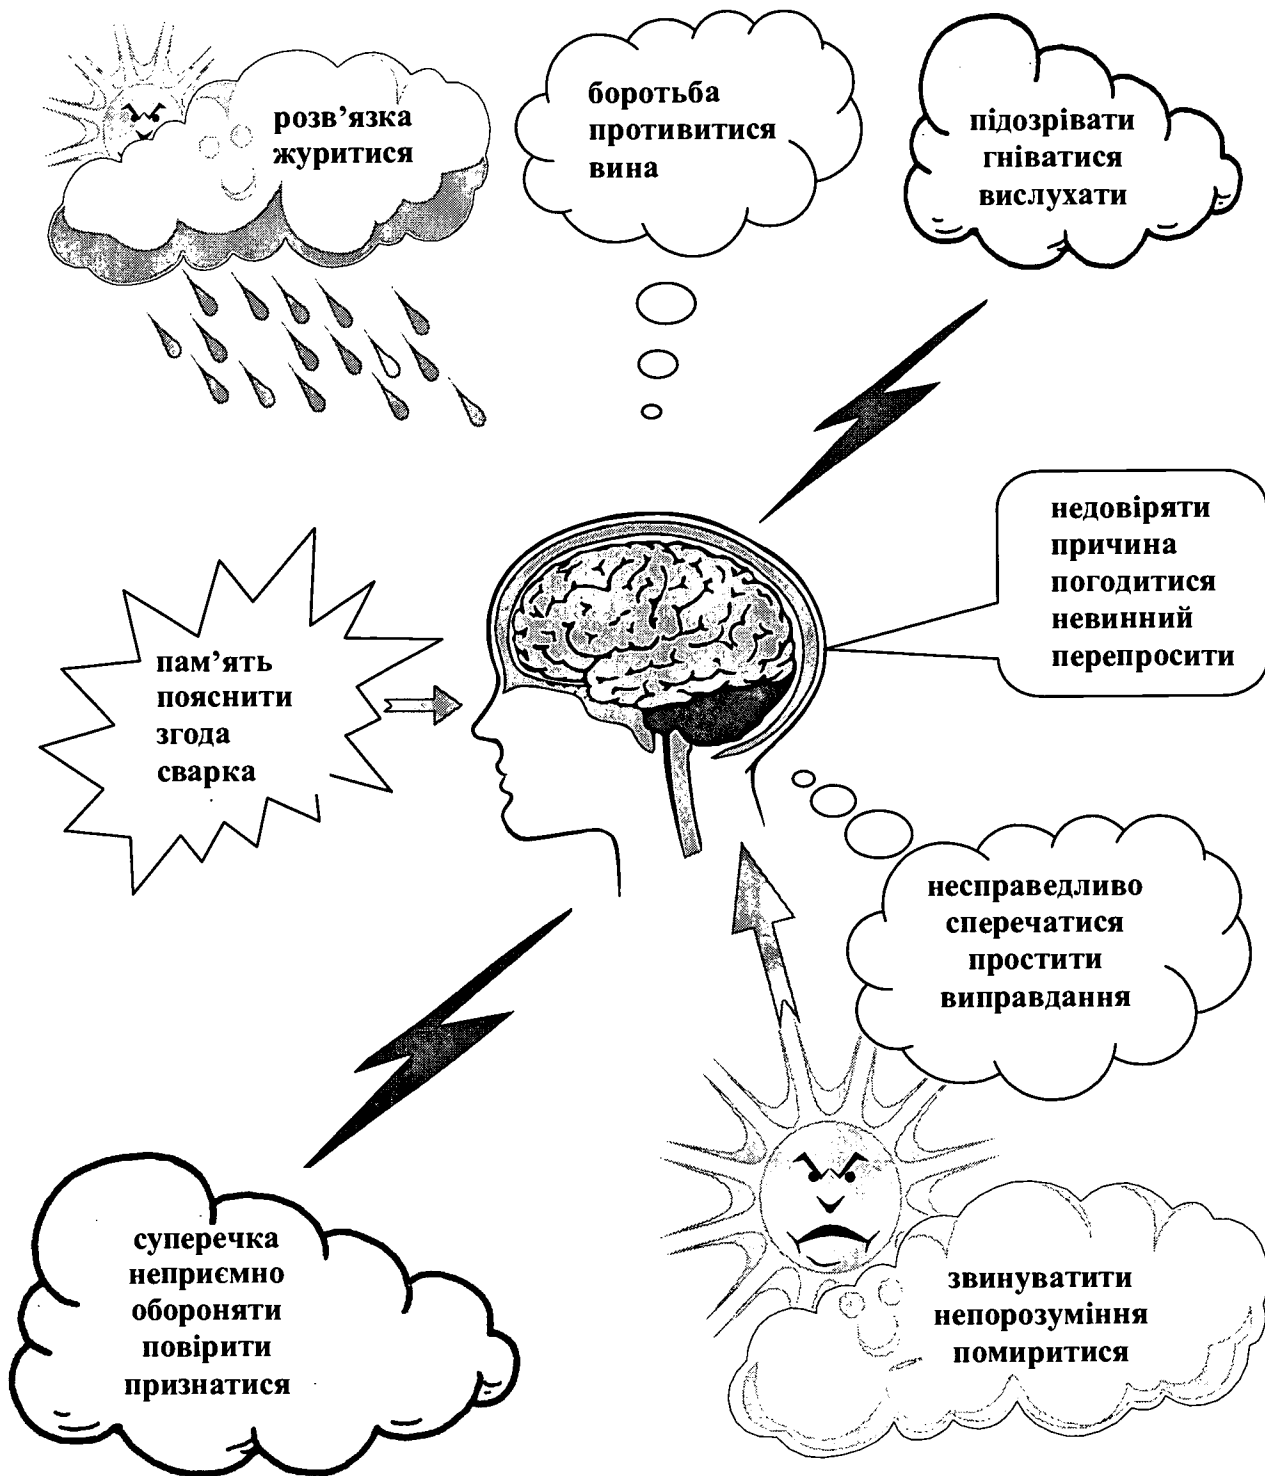 розв’язка
журитися
боротьба
противитися
вина
підозрівати
гніватися
вислухати
недовіряти
причина
погодитися
невинний
перепросити
пам’ять
пояснити
згода
сварка
несправедливо
сперечатися
простити
виправдання
суперечка
неприємно
обороняти
повірити
признатися
звинуватити
непорозуміння
помиритися